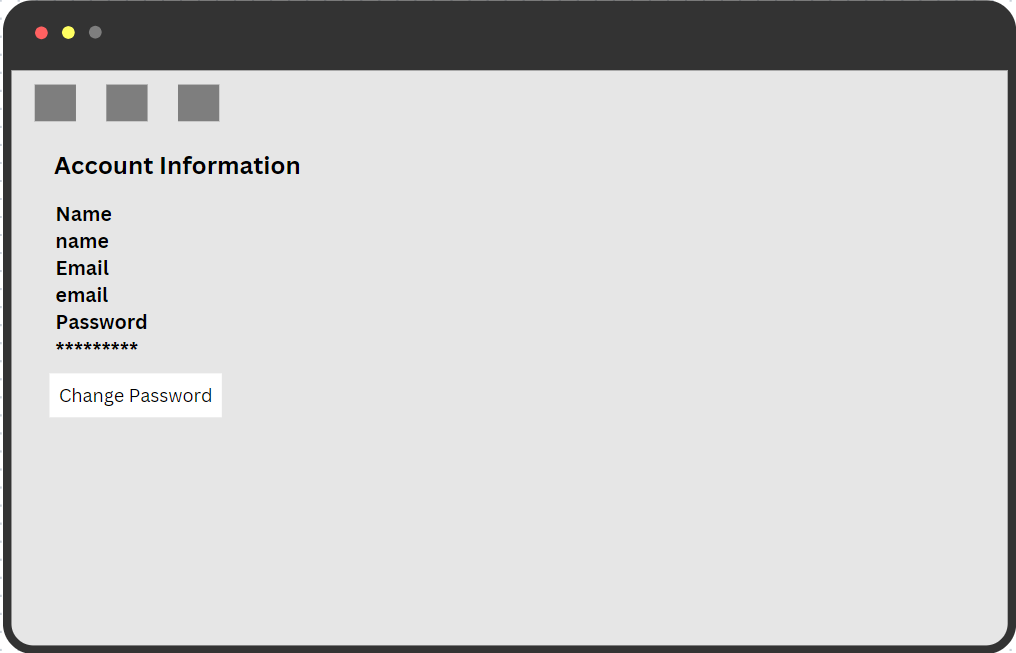 Account Information
Name
name
Email
email
Password
*********
Change Password